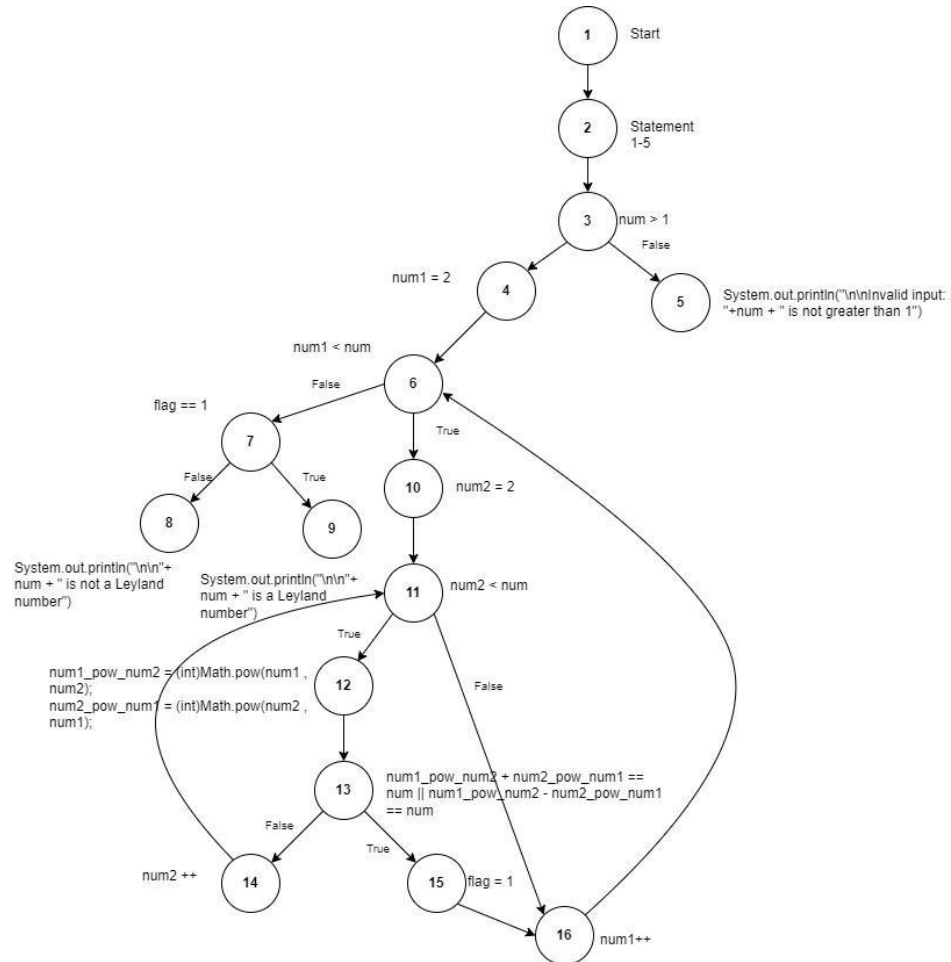 1
Start
2
Statement
1-5
3
num > 1
False
num1 = 2
4
5
System.out.println("\n\nInvalid input:
"+num + " is not greater than 1")
num1 < num
6
False
True
flag == 1
7
False
True
8
9
10
num2 = 2
System.out.println("\n\n"+
num + " is not a Leyland
number")
System.out.println("\n\n"+
num + " is a Leyland
number")
11
num2 < num
True
False
num1_pow_num2 = (int)Math.pow(num1 ,
num2);
num2_pow_num1 = (int)Math.pow(num2 ,
num1);
12
13
num1_pow_num2 + num2_pow_num1 ==
num || num1_pow_num2 - num2_pow_num1
== num
False
True
num2 ++
14
15
flag = 1
16
num1++